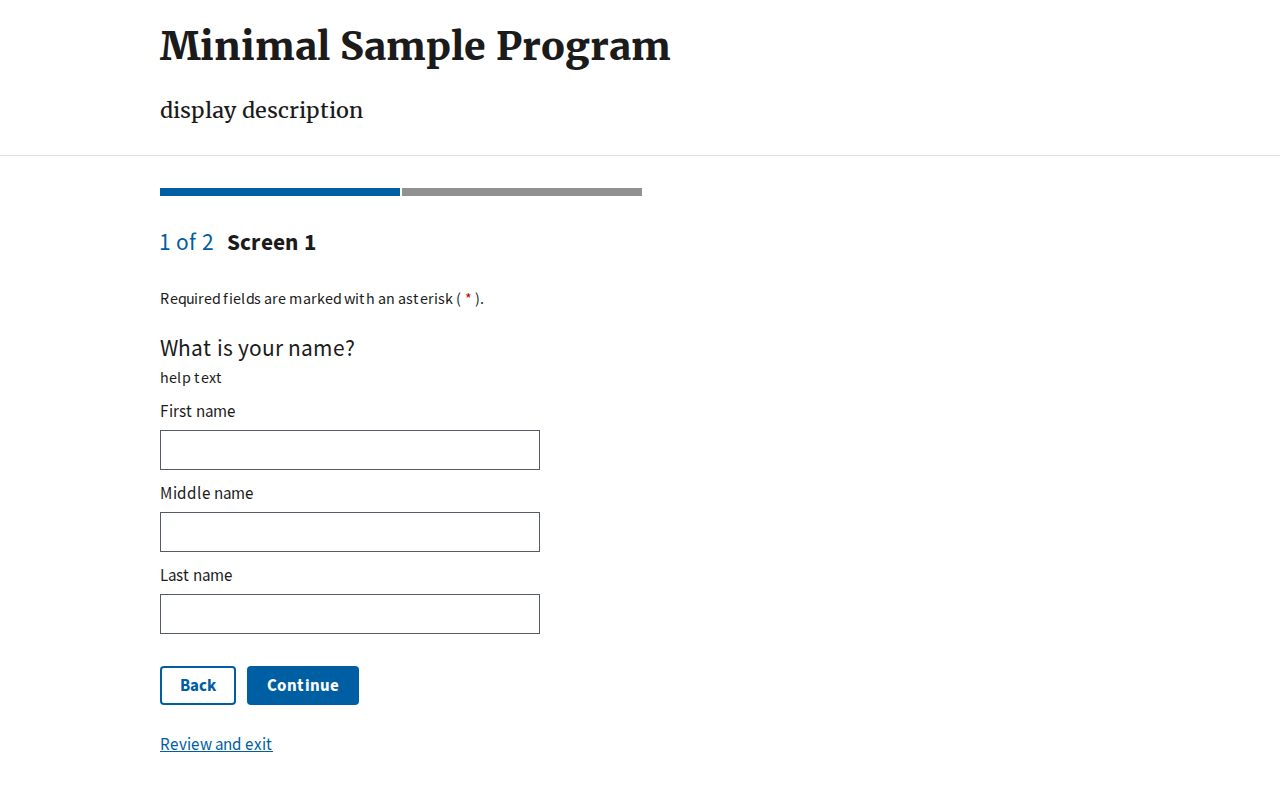 Minimal Sample Program
display description
1 of 2 Screen 1
Required fields are marked with an asterisk ( * ).
What is your name?
help text
First name
Middle name
Last name
Back Continue
Review and exit